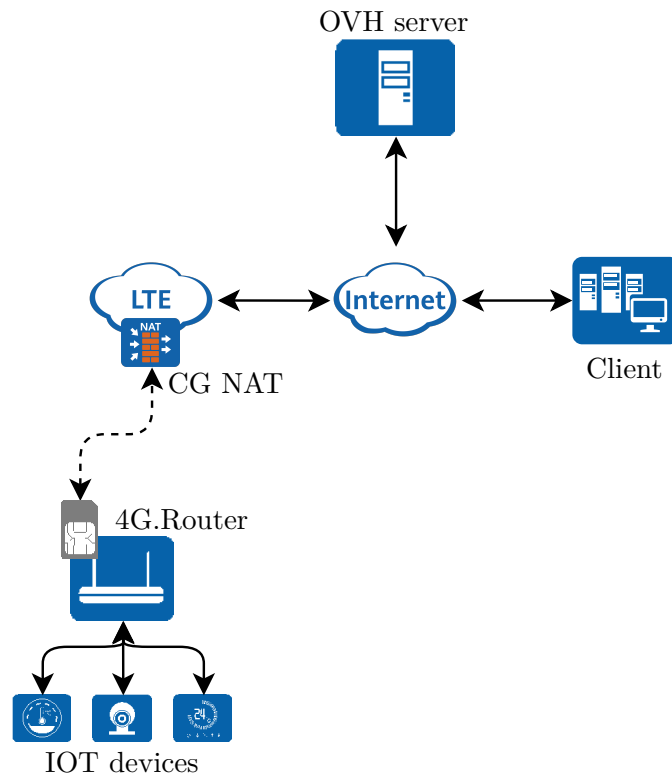 OVH server
LTE
Internet
NAT
CG NAT
Client
4G.Router
24
IOT devices